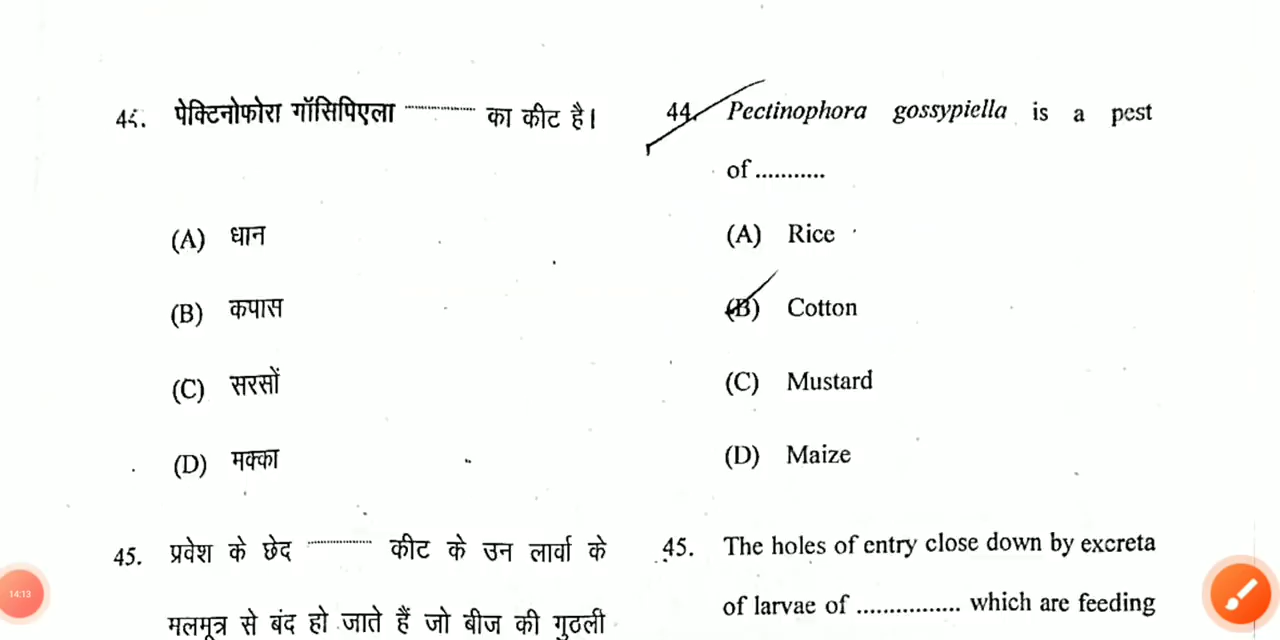 44. पेक्टिनोफोरा गॉसिपिएला .................. का कीट है।
(A) धान
(B) कपास
(C) सरसों
(D) मक्का
45. प्रवेश के छेद .................. कीट के उन लार्वा के
मलमूत्र से बंद हो जाते हैं जो बीज की गुठली
44. Pectinophora gossypiella is a pest
of ...........
(A) Rice
(B) Cotton
(C) Mustard
(D) Maize
45. The holes of entry close down by excreta
of larvae of ................ which are feeding
14:13